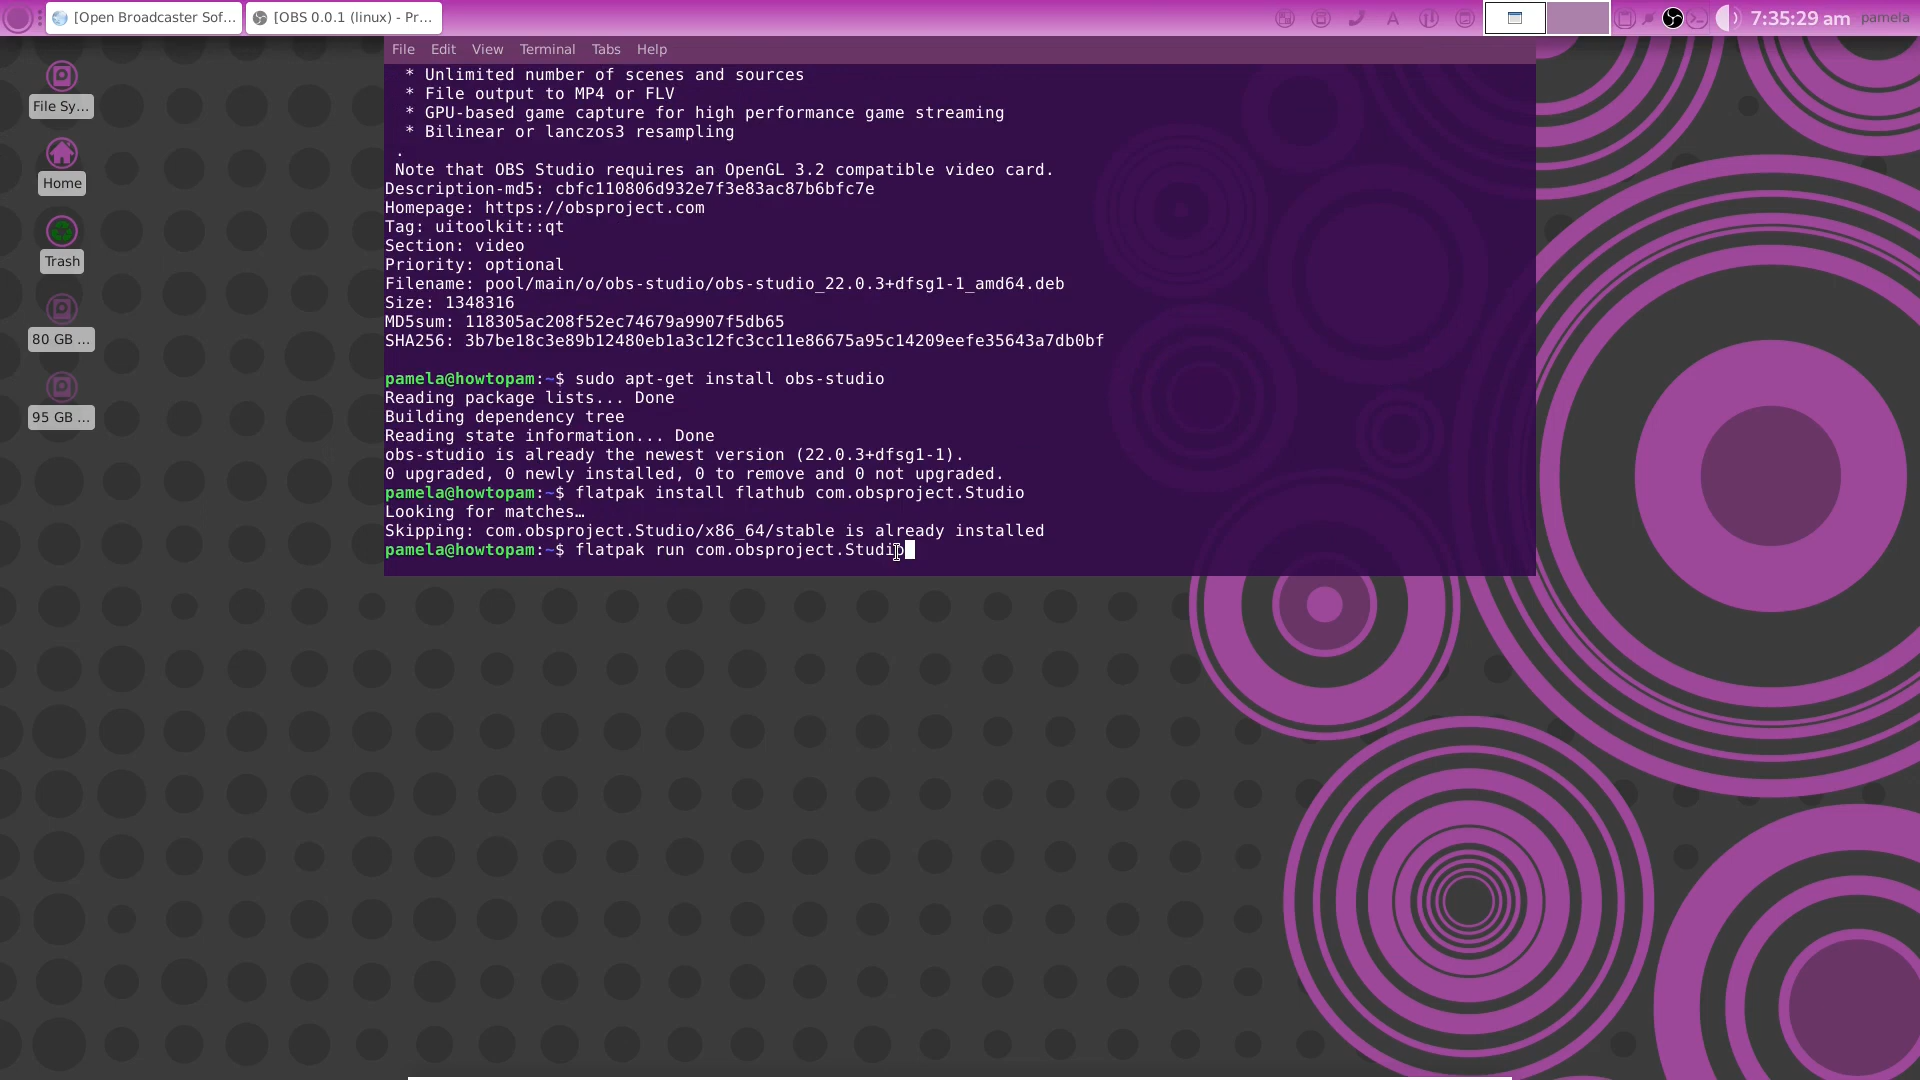 [Open Broadcaster Sof...
[OBS 0.0.1 (linux) - Pr...
7:35:29 am
pamela
File Edit View Terminal Tabs Help
File Sy...
Home
Trash
80 GB ...
95 GB ...
* Unlimited number of scenes and sources
* File output to MP4 or FLV
* GPU-based game capture for high performance game streaming
* Bilinear or lanczos3 resampling
.
Note that OBS Studio requires an OpenGL 3.2 compatible video card.
Description-md5: cbfc110806d932e7f3e83ac87b6bfc7e
Homepage: https://obsproject.com
Tag: uitoolkit::qt
Section: video
Priority: optional
Filename: pool/main/o/obs-studio/obs-studio_22.0.3+dfsg1-1_amd64.deb
Size: 1348316
MD5sum: 118305ac208f52ec74679a9907f5db65
SHA256: 3b7be18c3e89b12480eb1a3c12fc3cc11e86675a95c14209eefe35643a7db0bf
pamela@howtopam:~$ sudo apt-get install obs-studio
Reading package lists... Done
Building dependency tree
Reading state information... Done
obs-studio is already the newest version (22.0.3+dfsg1-1).
0 upgraded, 0 newly installed, 0 to remove and 0 not upgraded.
pamela@howtopam:~$ flatpak install flathub com.obsproject.Studio
Looking for matches…
Skipping: com.obsproject.Studio/x86_64/stable is already installed
pamela@howtopam:~$ flatpak run com.obsproject.Studio